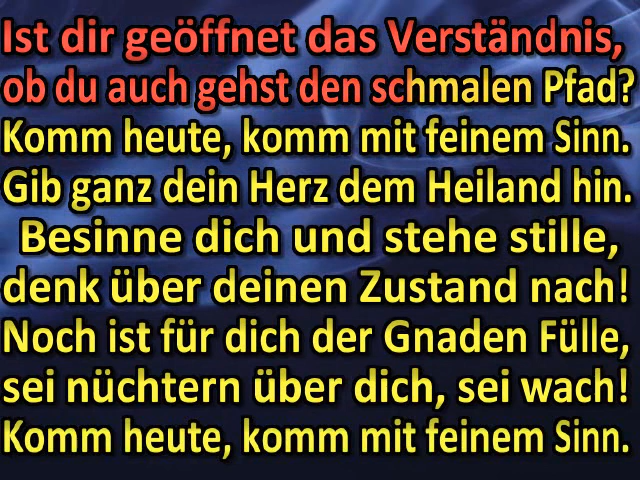 Ist dir geöffnet das Verständnis,
ob du auch gehst den schmalen Pfad?
Komm heute, komm mit feinem Sinn.
Gib ganz dein Herz dem Heiland hin.
Besinne dich und stehe stille,
denk über deinen Zustand nach!
Noch ist für dich der Gnaden Fülle,
sei nüchtern über dich, sei wach!
Komm heute, komm mit feinem Sinn.